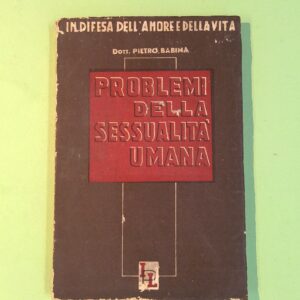 IN DIFESA DELL'AMORE E DELLA VITA
DOTT. PIETRO BABINA
PROBLEMI
DELLA
SESSUALITÀ
UMANA